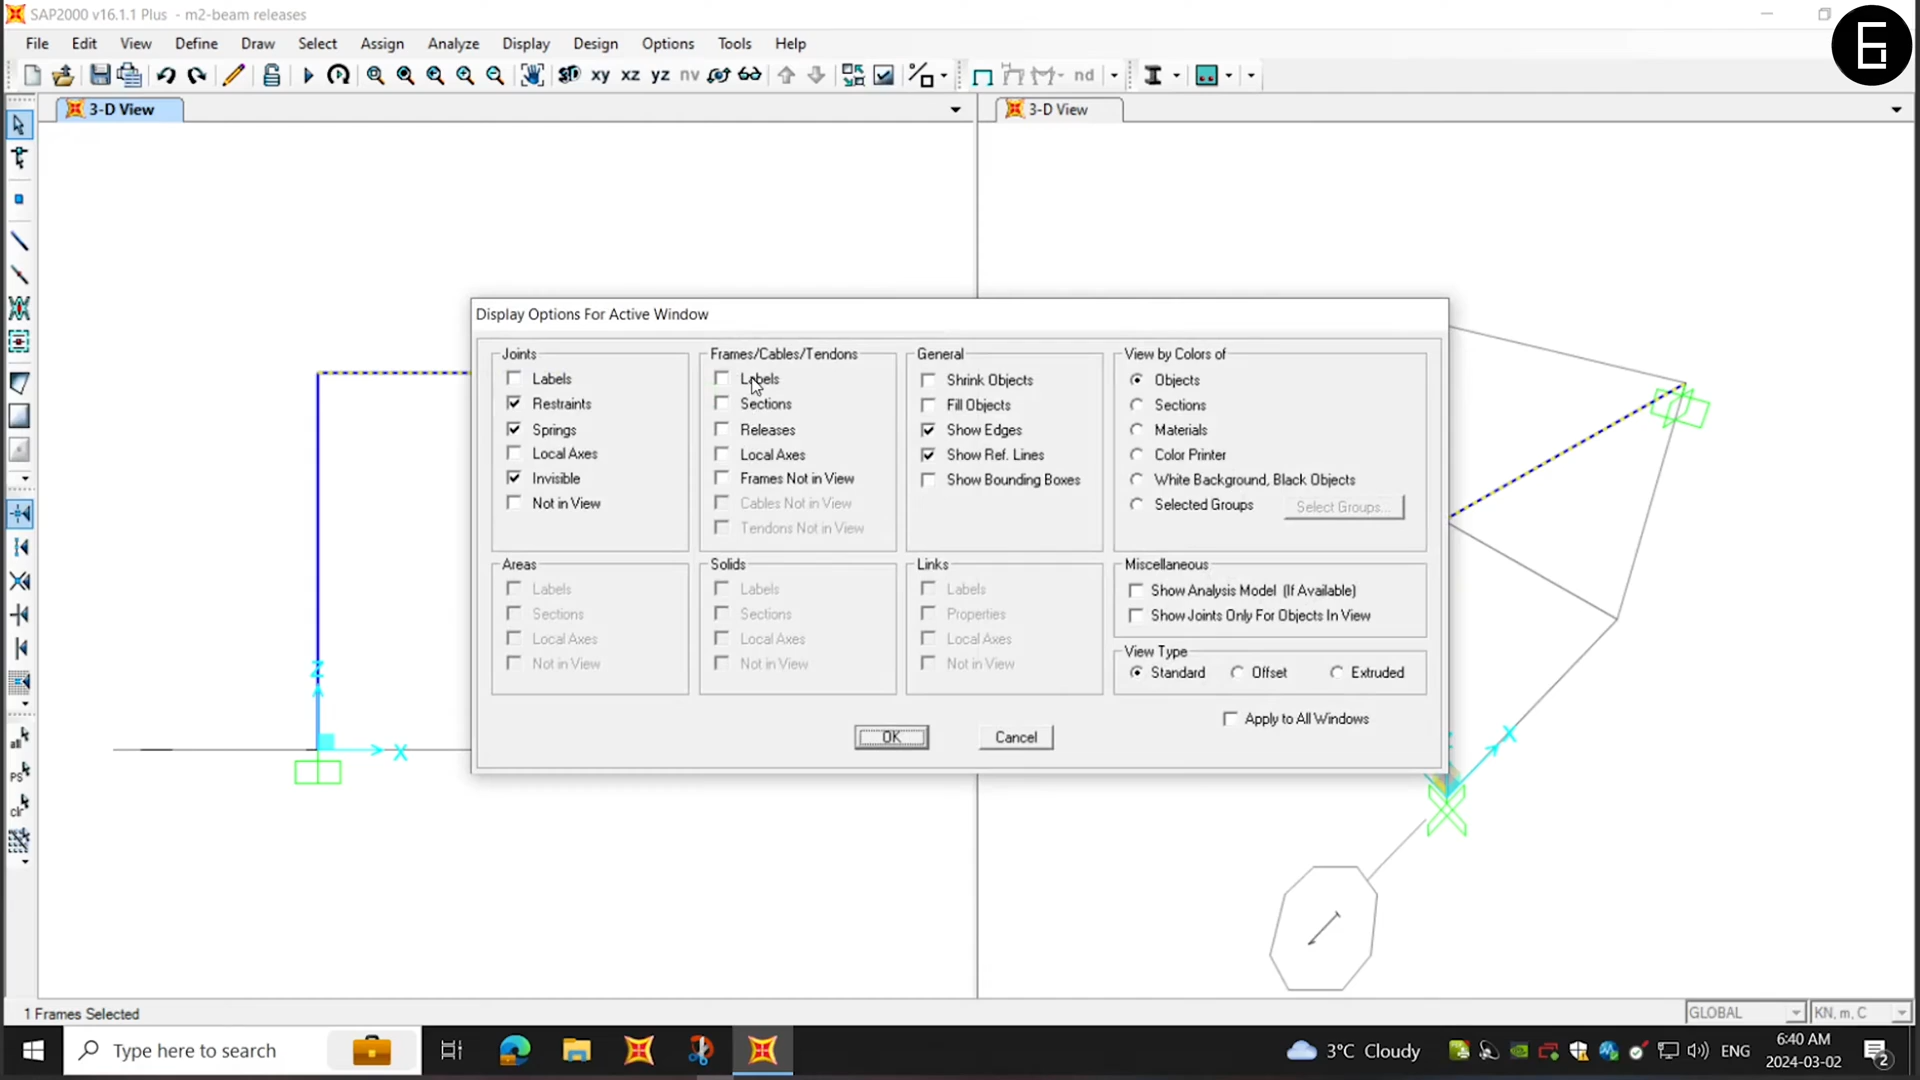 SAP2000 v16.1.1 Plus - m2-beam releases
File Edit View Define Draw Select Assign Analyze Display Design Options Tools Help
3D xy xz yz nv nd
3-D View
3-D View
Display Options For Active Window
Joints
Labels
Restraints
Springs
Local Axes
Invisible
Not in View
Frames/Cables/Tendons
Labels
Sections
Releases
Local Axes
Frames Not in View
Cables Not in View
Tendons Not in View
General
Shrink Objects
Fill Objects
Show Edges
Show Ref. Lines
Show Bounding Boxes
View by Colors of
Objects
Sections
Materials
Color Printer
White Background, Black Objects
Selected Groups
Select Groups...
Areas
Labels
Sections
Local Axes
Not in View
Solids
Labels
Sections
Local Axes
Not in View
Links
Labels
Properties
Local Axes
Not in View
Miscellaneous
Show Analysis Model (If Available)
Show Joints Only For Objects In View
View Type
Standard Offset Extruded
Apply to All Windows
OK Cancel
Z
X
X
all
PS
clr
1 Frames Selected
GLOBAL
KN, m, C
Type here to search
3°C Cloudy
ENG
6:40 AM
2024-03-02
2